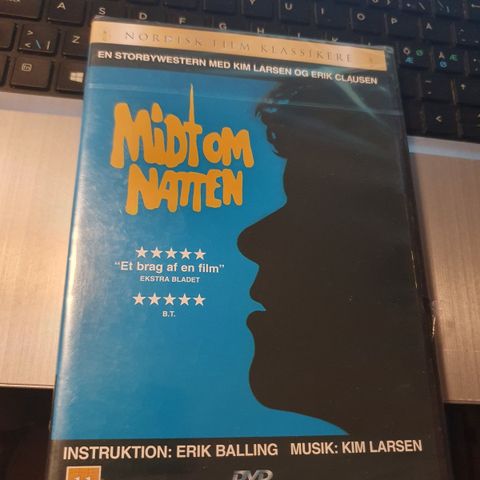 NORDISK FILM KLASSIKERE
EN STORBYWESTERN MED KIM LARSEN OG ERIK CLAUSEN
MiDT OM
NATTEN
★★★★★
"Et brag af en film"
EKSTRA BLADET
★★★★★
B.T.
INSTRUKTION: ERIK BALLING MUSIK: KIM LARSEN
11
DVD